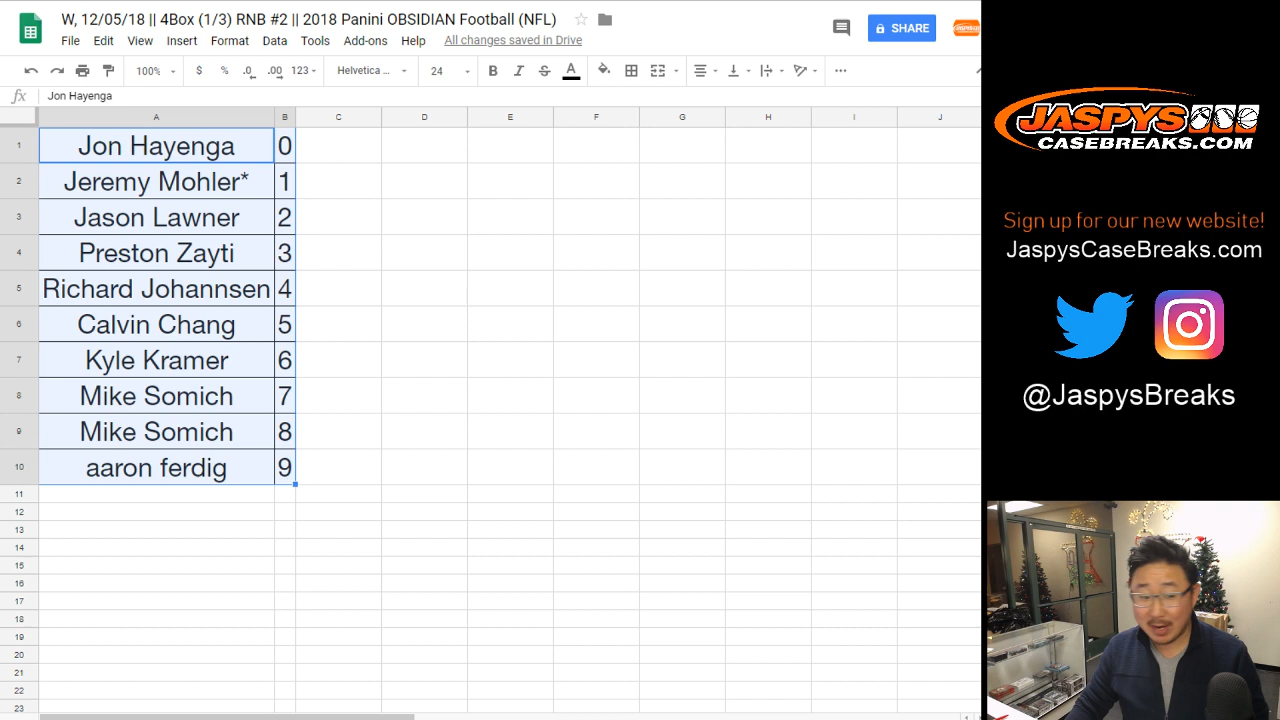 W, 12/05/18 || 4Box (1/3) RNB #2 || 2018 Panini OBSIDIAN Football (NFL)
File Edit View Insert Format Data Tools Add-ons Help All changes saved in Drive
SHARE
100% $ % .0 .00 123 Helvetica ... 24 B I S A
fx Jon Hayenga
A B C D E F G H I J
1 Jon Hayenga 0
2 Jeremy Mohler* 1
3 Jason Lawner 2
4 Preston Zayti 3
5 Richard Johannsen 4
6 Calvin Chang 5
7 Kyle Kramer 6
8 Mike Somich 7
9 Mike Somich 8
10 aaron ferdig 9
11
12
13
14
15
16
17
18
19
20
21
22
23
JASPYS
CASEBREAKS.COM
Sign up for our new website!
JaspysCaseBreaks.com
@JaspysBreaks